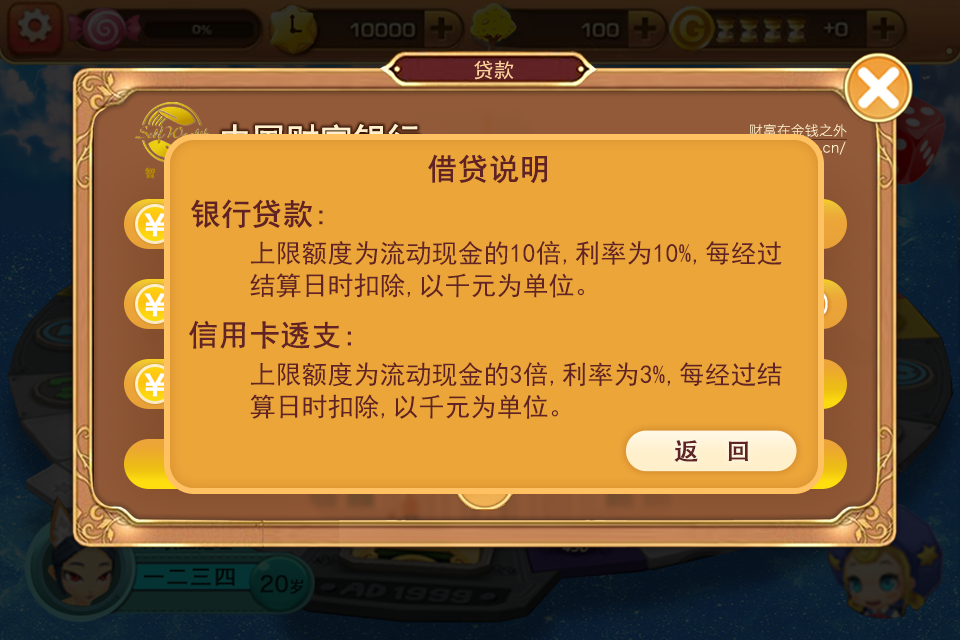 0%
10000
100
G
+0
贷款
中国财富银行
财富在金钱之外
.cn/
智
借贷说明
银行贷款:
上限额度为流动现金的10倍,利率为10%,每经过
结算日时扣除,以千元为单位。
信用卡透支:
上限额度为流动现金的3倍,利率为3%,每经过结
算日时扣除,以千元为单位。
返 回
一二三四
20岁
AD 1999